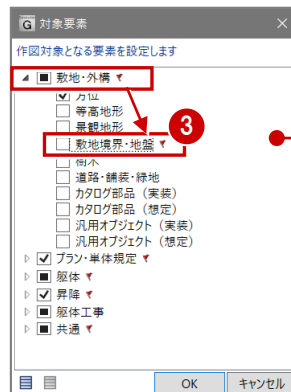 G 対象要素
作図対象となる要素を設定します
敷地・外構
方位
等高地形
景観地形
3
敷地境界・地盤
樹木
道路・舗装・緑地
カタログ部品（実装）
カタログ部品（想定）
汎用オブジェクト（実装）
汎用オブジェクト（想定）
プラン・単体規定
躯体
昇降
躯体工事
共通
OK
キャンセル